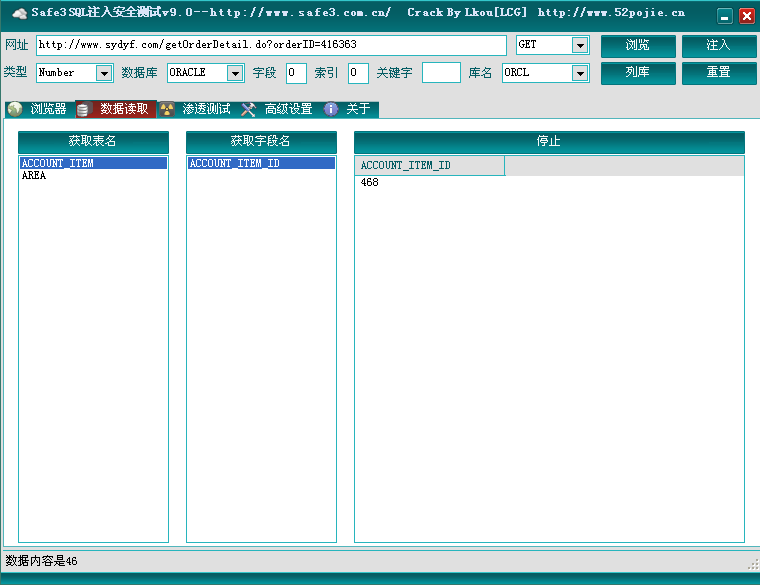 Safe3SQL注入安全测试v9.0--http://www.safe3.com.cn/ Crack By Lkou[LCG] http://www.52pojie.cn
网址 http://www.sydyf.com/getOrderDetail.do?orderID=416363 GET 浏览 注入
类型 Number 数据库 ORACLE 字段 0 索引 0 关键字 库名 ORCL 列库 重置
浏览器 数据读取 渗透测试 高级设置 关于
获取表名 获取字段名 停止
ACCOUNT_ITEM ACCOUNT_ITEM_ID ACCOUNT_ITEM_ID
AREA 468
数据内容是46